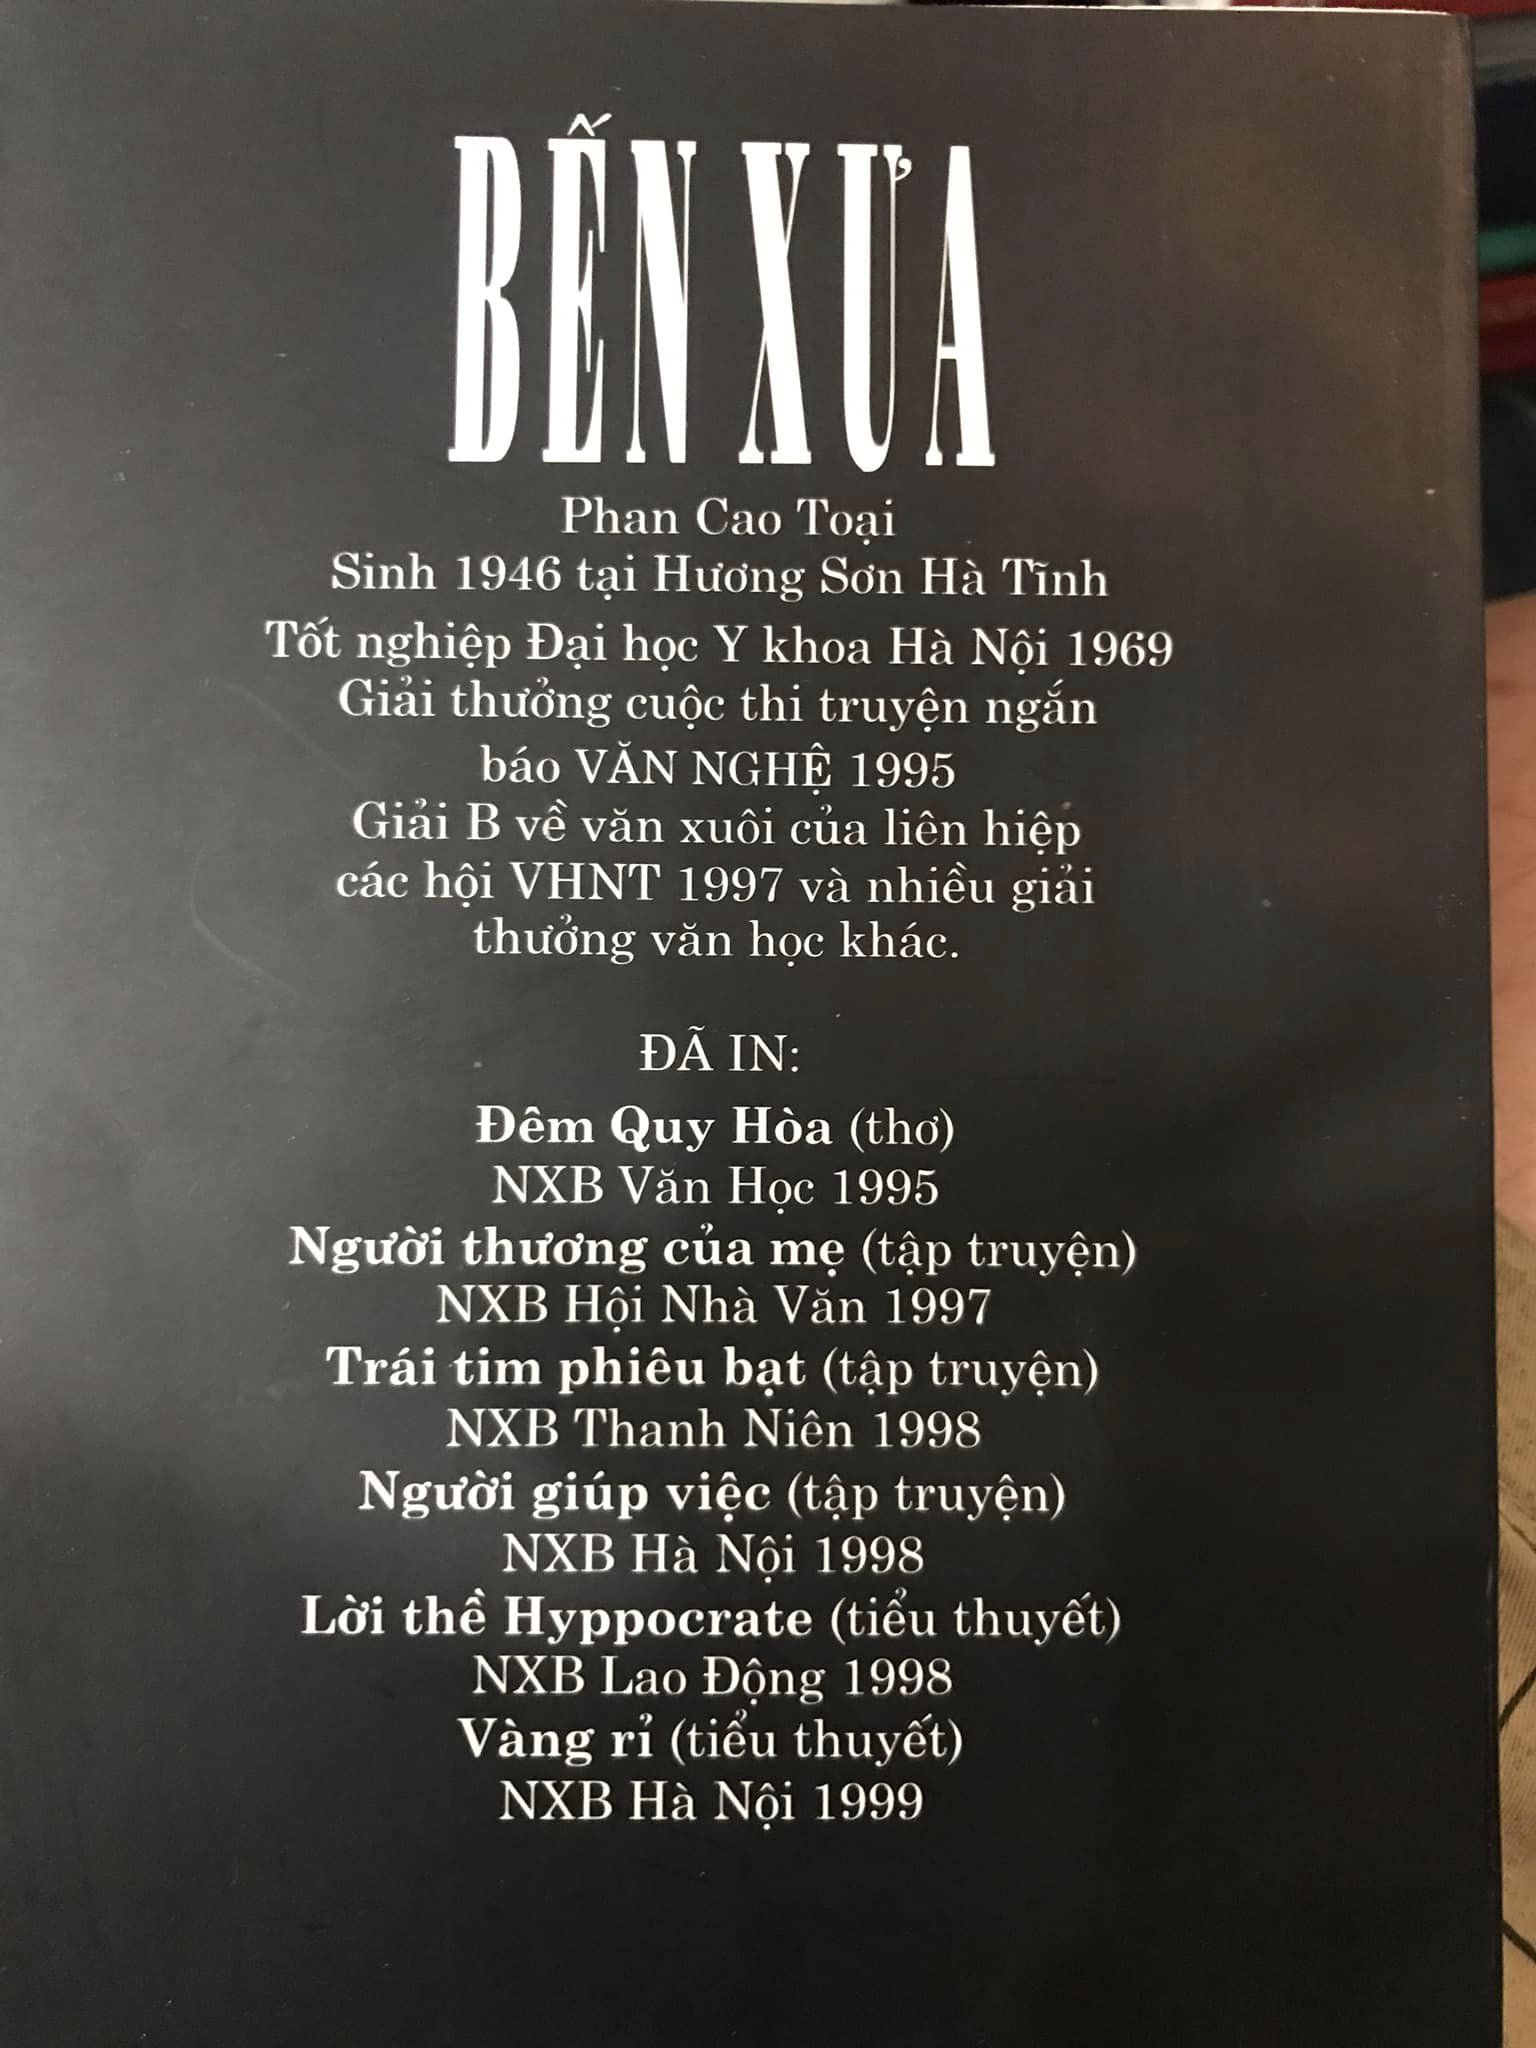 BẾN XƯA
Phan Cao Toại
Sinh 1946 tại Hương Sơn Hà Tĩnh
Tốt nghiệp Đại học Y khoa Hà Nội 1969
Giải thưởng cuộc thi truyện ngắn
báo VĂN NGHỆ 1995
Giải B về văn xuôi của liên hiệp
các hội VHNT 1997 và nhiều giải
thưởng văn học khác.
ĐÃ IN:
Đêm Quy Hòa (thơ)
NXB Văn Học 1995
Người thương của mẹ (tập truyện)
NXB Hội Nhà Văn 1997
Trái tim phiêu bạt (tập truyện)
NXB Thanh Niên 1998
Người giúp việc (tập truyện)
NXB Hà Nội 1998
Lời thề Hyppocrate (tiểu thuyết)
NXB Lao Động 1998
Vàng rỉ (tiểu thuyết)
NXB Hà Nội 1999